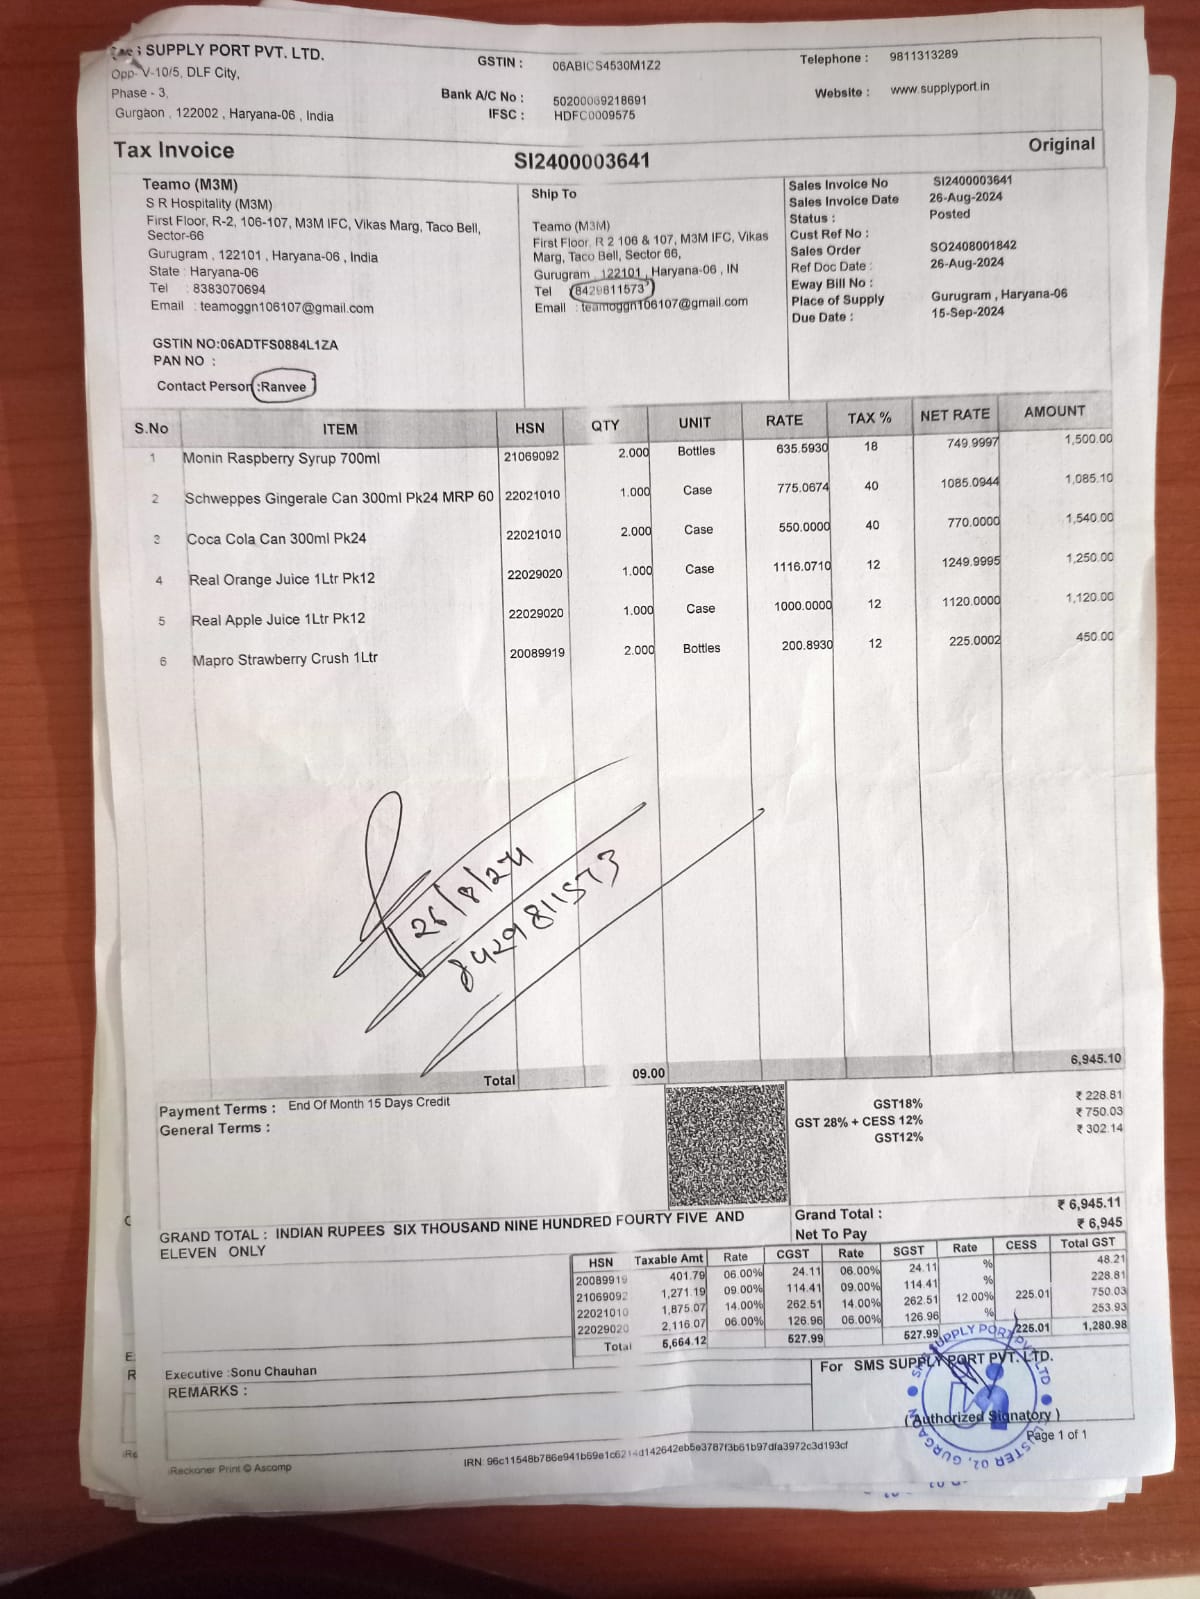 SUPPLY PORT PVT. LTD.
Opp- V-10/5, DLF City,
Phase - 3,
Gurgaon , 122002 , Haryana-06 , India
GSTIN : 06ABICS4530M1Z2
Bank A/C No : 50200069218691
IFSC : HDFC0009575
Telephone : 9811313289
Website : www.supplyport.in
Tax Invoice
SI2400003641
Original
Teamo (M3M)
S R Hospitality (M3M)
First Floor, R-2, 106-107, M3M IFC, Vikas Marg, Taco Bell,
Sector-66
Gurugram , 122101 , Haryana-06 , India
State : Haryana-06
Tel : 8383070694
Email : teamoggn106107@gmail.com
GSTIN NO:06ADTFS0884L1ZA
PAN NO :
Contact Person :Ranvee
Ship To
Teamo (M3M)
First Floor, R 2 106 & 107, M3M IFC, Vikas
Marg, Taco Bell, Sector 66,
Gurugram , 122101 , Haryana-06 , IN
Tel : 8429811573
Email : teamoggn106107@gmail.com
Sales Invoice No SI2400003641
Sales Invoice Date 26-Aug-2024
Status : Posted
Cust Ref No :
Sales Order SO2408001842
Ref Doc Date : 26-Aug-2024
Eway Bill No :
Place of Supply Gurugram , Haryana-06
Due Date : 15-Sep-2024
S.No ITEM HSN QTY UNIT RATE TAX % NET RATE AMOUNT
1 Monin Raspberry Syrup 700ml 21069092 2.000 Bottles 635.5930 18 749.9997 1,500.00
2 Schweppes Gingerale Can 300ml Pk24 MRP 60 22021010 1.000 Case 775.0674 40 1085.0944 1,085.10
3 Coca Cola Can 300ml Pk24 22021010 2.000 Case 550.0000 40 770.0000 1,540.00
4 Real Orange Juice 1Ltr Pk12 22029020 1.000 Case 1116.0710 12 1249.9995 1,250.00
5 Real Apple Juice 1Ltr Pk12 22029020 1.000 Case 1000.0000 12 1120.0000 1,120.00
6 Mapro Strawberry Crush 1Ltr 20089919 2.000 Bottles 200.8930 12 225.0002 450.00
26/8/24
8429811573
Total 09.00 6,945.10
Payment Terms : End Of Month 15 Days Credit
General Terms :
GST18% ₹ 228.81
GST 28% + CESS 12% ₹ 750.03
GST12% ₹ 302.14
GRAND TOTAL : INDIAN RUPEES SIX THOUSAND NINE HUNDRED FOURTY FIVE AND
ELEVEN ONLY
Grand Total : ₹ 6,945.11
Net To Pay ₹ 6,945
HSN Taxable Amt Rate CGST Rate SGST Rate CESS Total GST
20089919 401.79 06.00% 24.11 06.00% 24.11 % 48.21
21069092 1,271.19 09.00% 114.41 09.00% 114.41 % 228.81
22021010 1,875.07 14.00% 262.51 14.00% 262.51 12.00% 225.01 750.03
22029020 2,116.07 06.00% 126.96 06.00% 126.96 % 253.93
Total 5,664.12 527.99 527.99 225.01 1,280.98
Executive :Sonu Chauhan
REMARKS :
For SMS SUPPLY PORT PVT. LTD.
(Authorized Signatory )
Page 1 of 1
iReckoner Print © Ascomp